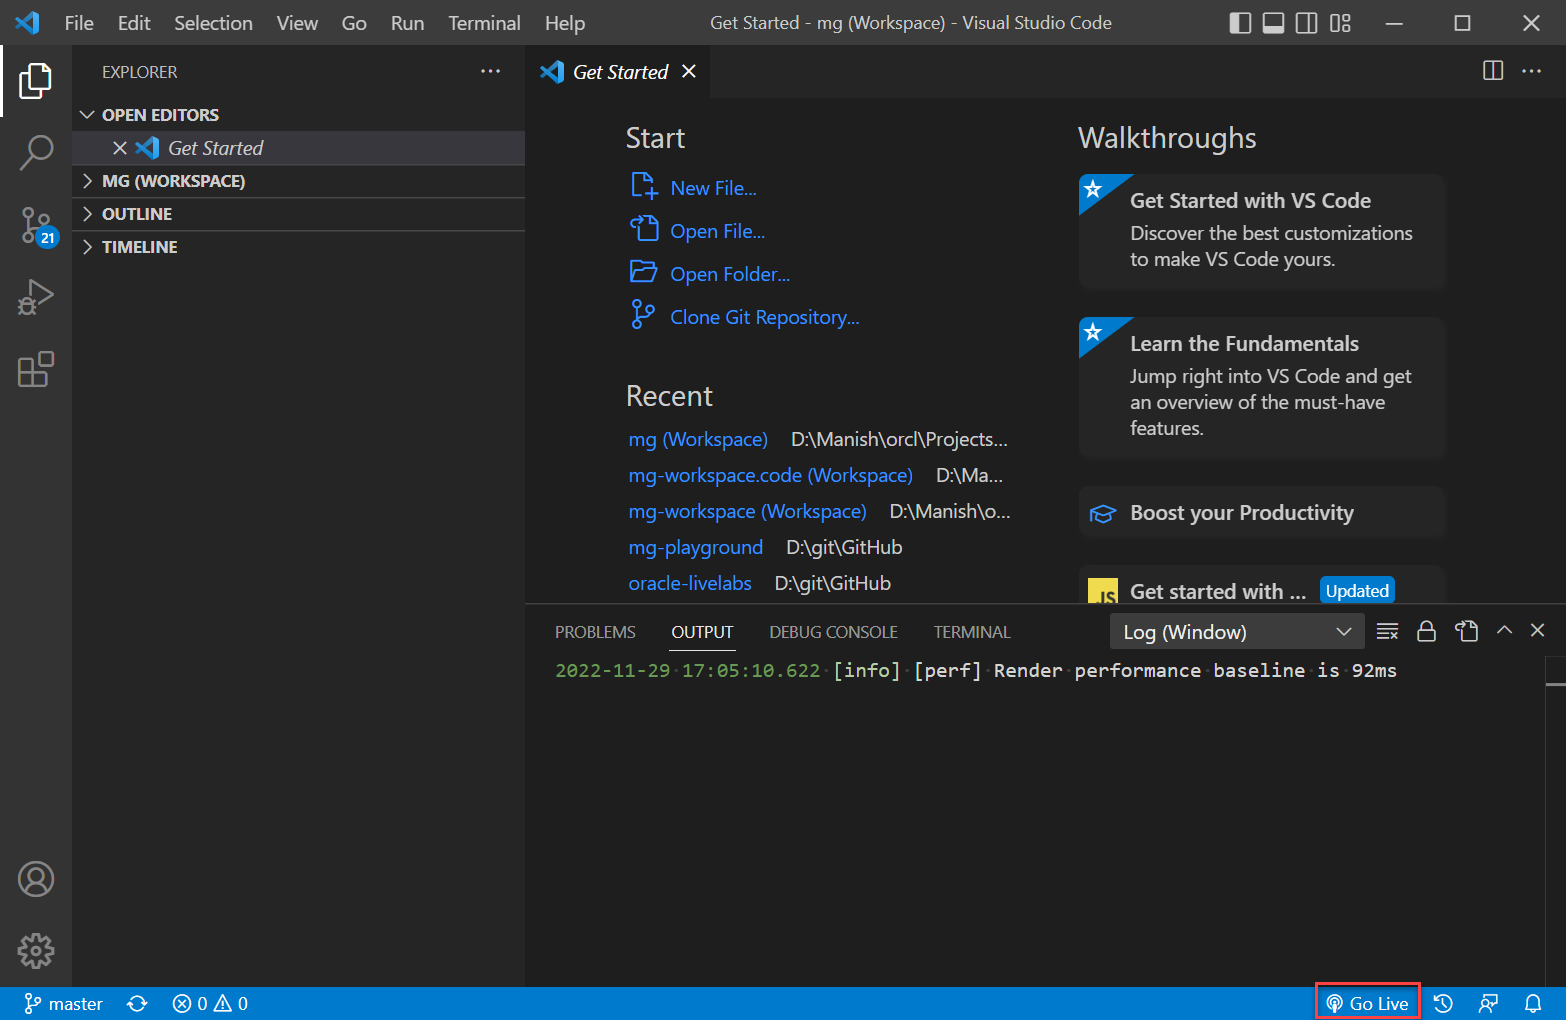 File Edit Selection View Go Run Terminal Help
Get Started - mg (Workspace) - Visual Studio Code
EXPLORER
OPEN EDITORS
Get Started
MG (WORKSPACE)
OUTLINE
TIMELINE
21
Get Started
Start
New File...
Open File...
Open Folder...
Clone Git Repository...
Recent
mg (Workspace) D:\Manish\orcl\Projects...
mg-workspace.code (Workspace) D:\Ma...
mg-workspace (Workspace) D:\Manish\o...
mg-playground D:\git\GitHub
oracle-livelabs D:\git\GitHub
Walkthroughs
Get Started with VS Code
Discover the best customizations
to make VS Code yours.
Learn the Fundamentals
Jump right into VS Code and get
an overview of the must-have
features.
Boost your Productivity
JS Get started with ... Updated
PROBLEMS OUTPUT DEBUG CONSOLE TERMINAL Log (Window)
2022-11-29 17:05:10.622 [info] [perf] Render performance baseline is 92ms
master 0 0 Go Live